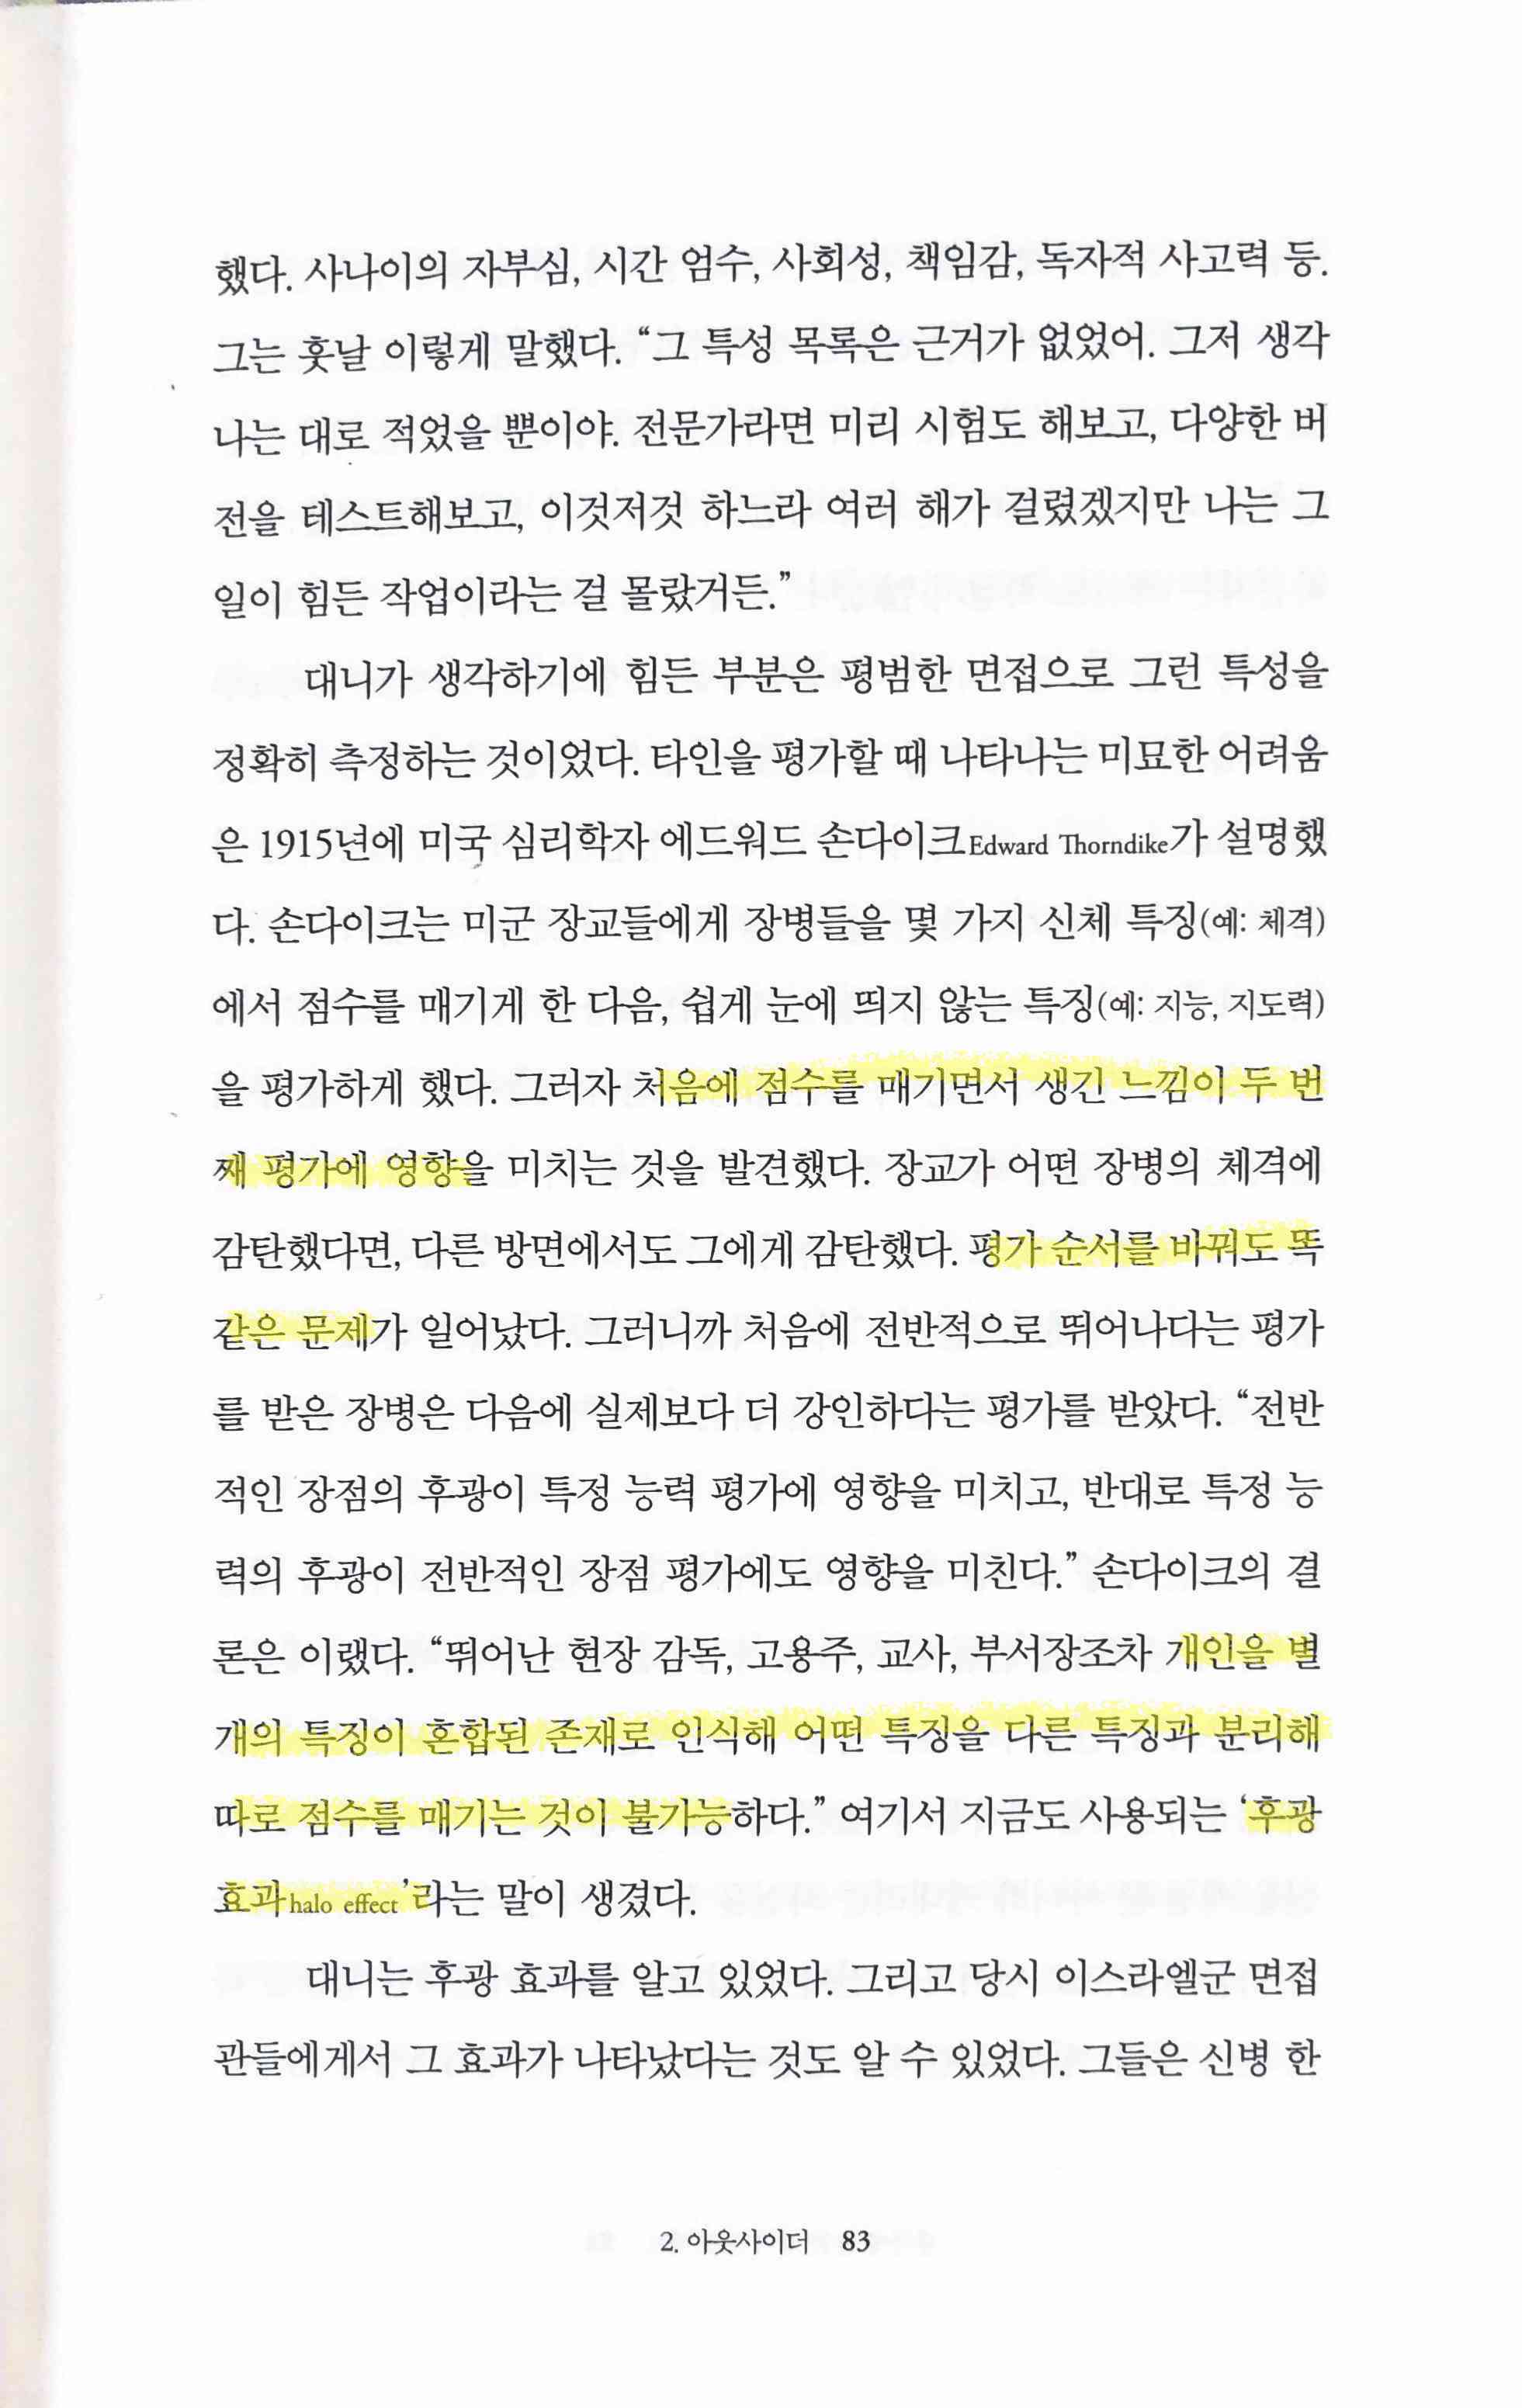 했다. 사나이의 자부심, 시간 엄수, 사회성, 책임감, 독자적 사고력 등.
그는 훗날 이렇게 말했다. “그 특성 목록은 근거가 없었어. 그저 생각
나는 대로 적었을 뿐이야. 전문가라면 미리 시험도 해보고, 다양한 버
전을 테스트해보고, 이것저것 하느라 여러 해가 걸렸겠지만 나는 그
일이 힘든 작업이라는 걸 몰랐거든.”
대니가 생각하기에 힘든 부분은 평범한 면접으로 그런 특성을
정확히 측정하는 것이었다. 타인을 평가할 때 나타나는 미묘한 어려움
은 1915년에 미국 심리학자 에드워드 손다이크Edward Thorndike가 설명했
다. 손다이크는 미군 장교들에게 장병들을 몇 가지 신체 특징(예: 체격)
에서 점수를 매기게 한 다음, 쉽게 눈에 띄지 않는 특징(예: 지능, 지도력)
을 평가하게 했다. 그러자 처음에 점수를 매기면서 생긴 느낌이 두 번
째 평가에 영향을 미치는 것을 발견했다. 장교가 어떤 장병의 체격에
감탄했다면, 다른 방면에서도 그에게 감탄했다. 평가 순서를 바꿔도 똑
같은 문제가 일어났다. 그러니까 처음에 전반적으로 뛰어나다는 평가
를 받은 장병은 다음에 실제보다 더 강인하다는 평가를 받았다. “전반
적인 장점의 후광이 특정 능력 평가에 영향을 미치고, 반대로 특정 능
력의 후광이 전반적인 장점 평가에도 영향을 미친다.” 손다이크의 결
론은 이랬다. “뛰어난 현장 감독, 고용주, 교사, 부서장조차 개인을 별
개의 특징이 혼합된 존재로 인식해 어떤 특징을 다른 특징과 분리해
따로 점수를 매기는 것이 불가능하다.” 여기서 지금도 사용되는 ‘후광
효과halo effect’라는 말이 생겼다.
대니는 후광 효과를 알고 있었다. 그리고 당시 이스라엘군 면접
관들에게서 그 효과가 나타났다는 것도 알 수 있었다. 그들은 신병 한
2. 아웃사이더 83